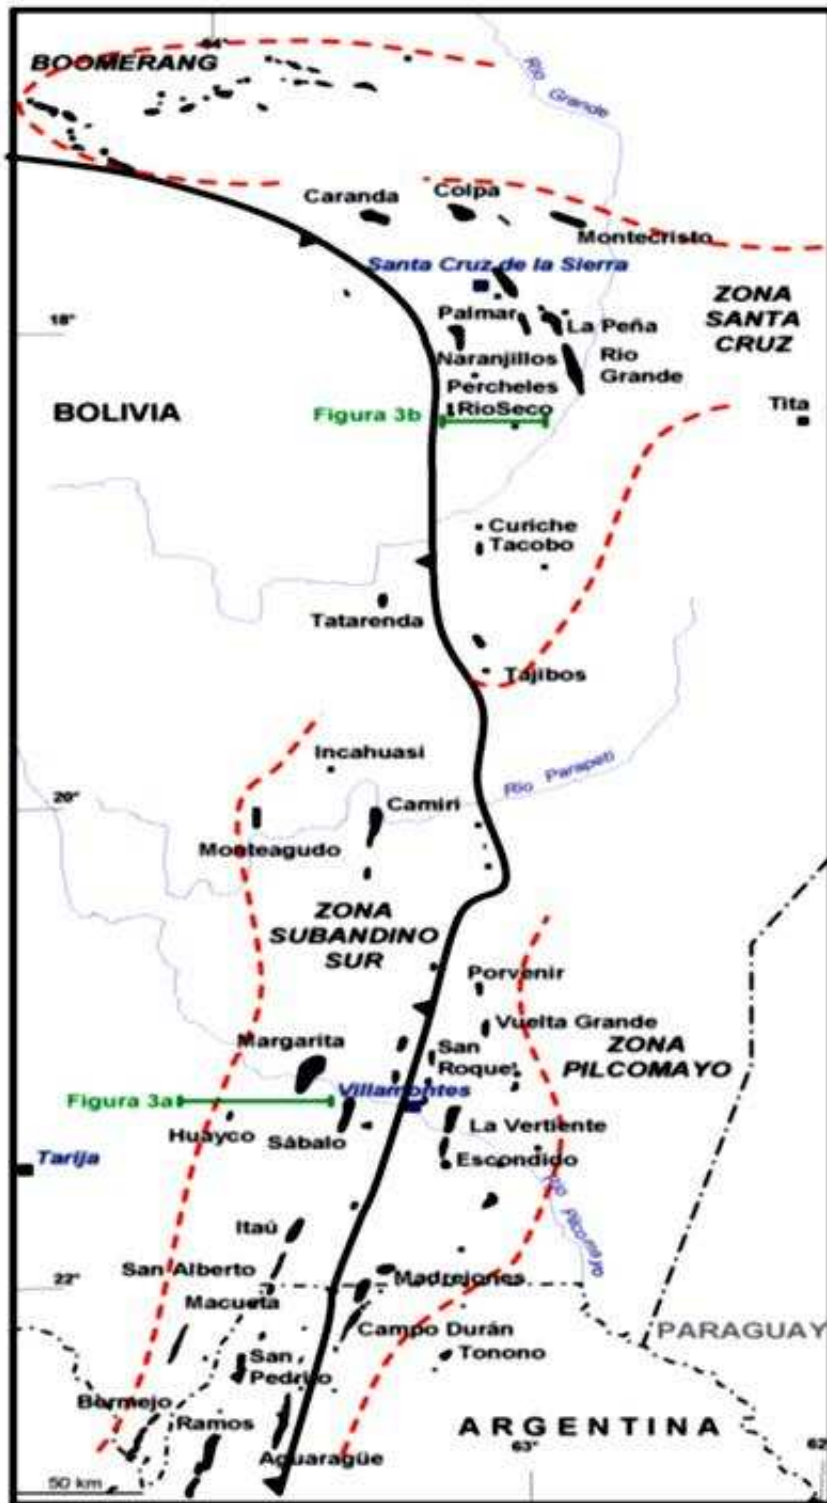 64°
BOOMERANG
Río Grande
Caranda
Colpa
Montecristo
Santa Cruz de la Sierra
ZONA
SANTA
CRUZ
18°
Palmar
La Peña
Naranjillos
Rio
Grande
Percheles
BOLIVIA
Figura 3b
RioSeco
Tita
Curiche
Tacobo
Tatarenda
Tajibos
Incahuasi
Río Parapeti
20°
Camiri
Monteagudo
ZONA
SUBANDINO
SUR
Porvenir
Vuelta Grande
Margarita
San
Roque
ZONA
PILCOMAYO
Figura 3a
Villamontes
Huayco
Sábalo
La Vertiente
Tarija
Escondido
Río Pilcomayo
Itaú
San Alberto
22°
Madrejones
Macueta
Campo Durán
PARAGUAY
San
Pedrito
Tonono
Bermejo
Ramos
ARGENTINA
Aguaragüe
50 km
63°
62°